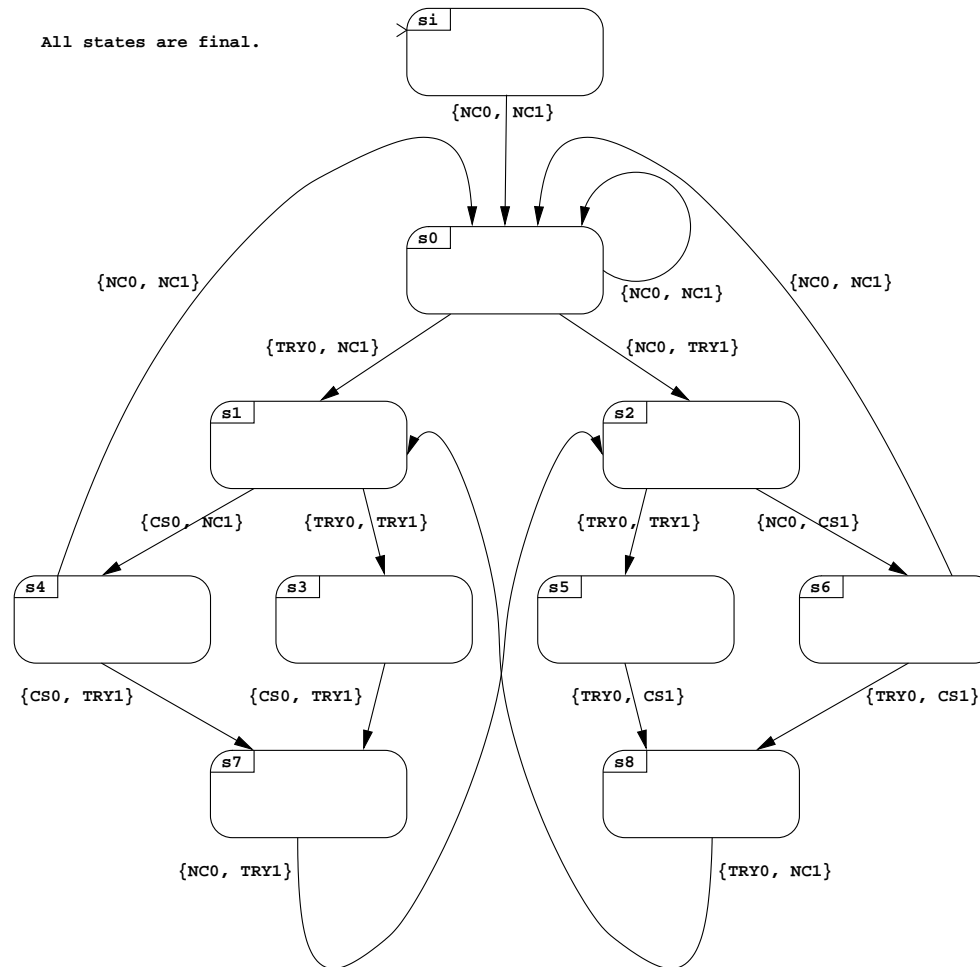 si
All states are final.
{NC0, NC1}
s0
{NC0, NC1}
{NC0, NC1}
{NC0, NC1}
{TRY0, NC1}
{NC0, TRY1}
s1
s2
{CS0, NC1}
{TRY0, TRY1}
{TRY0, TRY1}
{NC0, CS1}
s4
s3
s5
s6
{CS0, TRY1}
{CS0, TRY1}
{TRY0, CS1}
{TRY0, CS1}
s7
s8
{NC0, TRY1}
{TRY0, NC1}